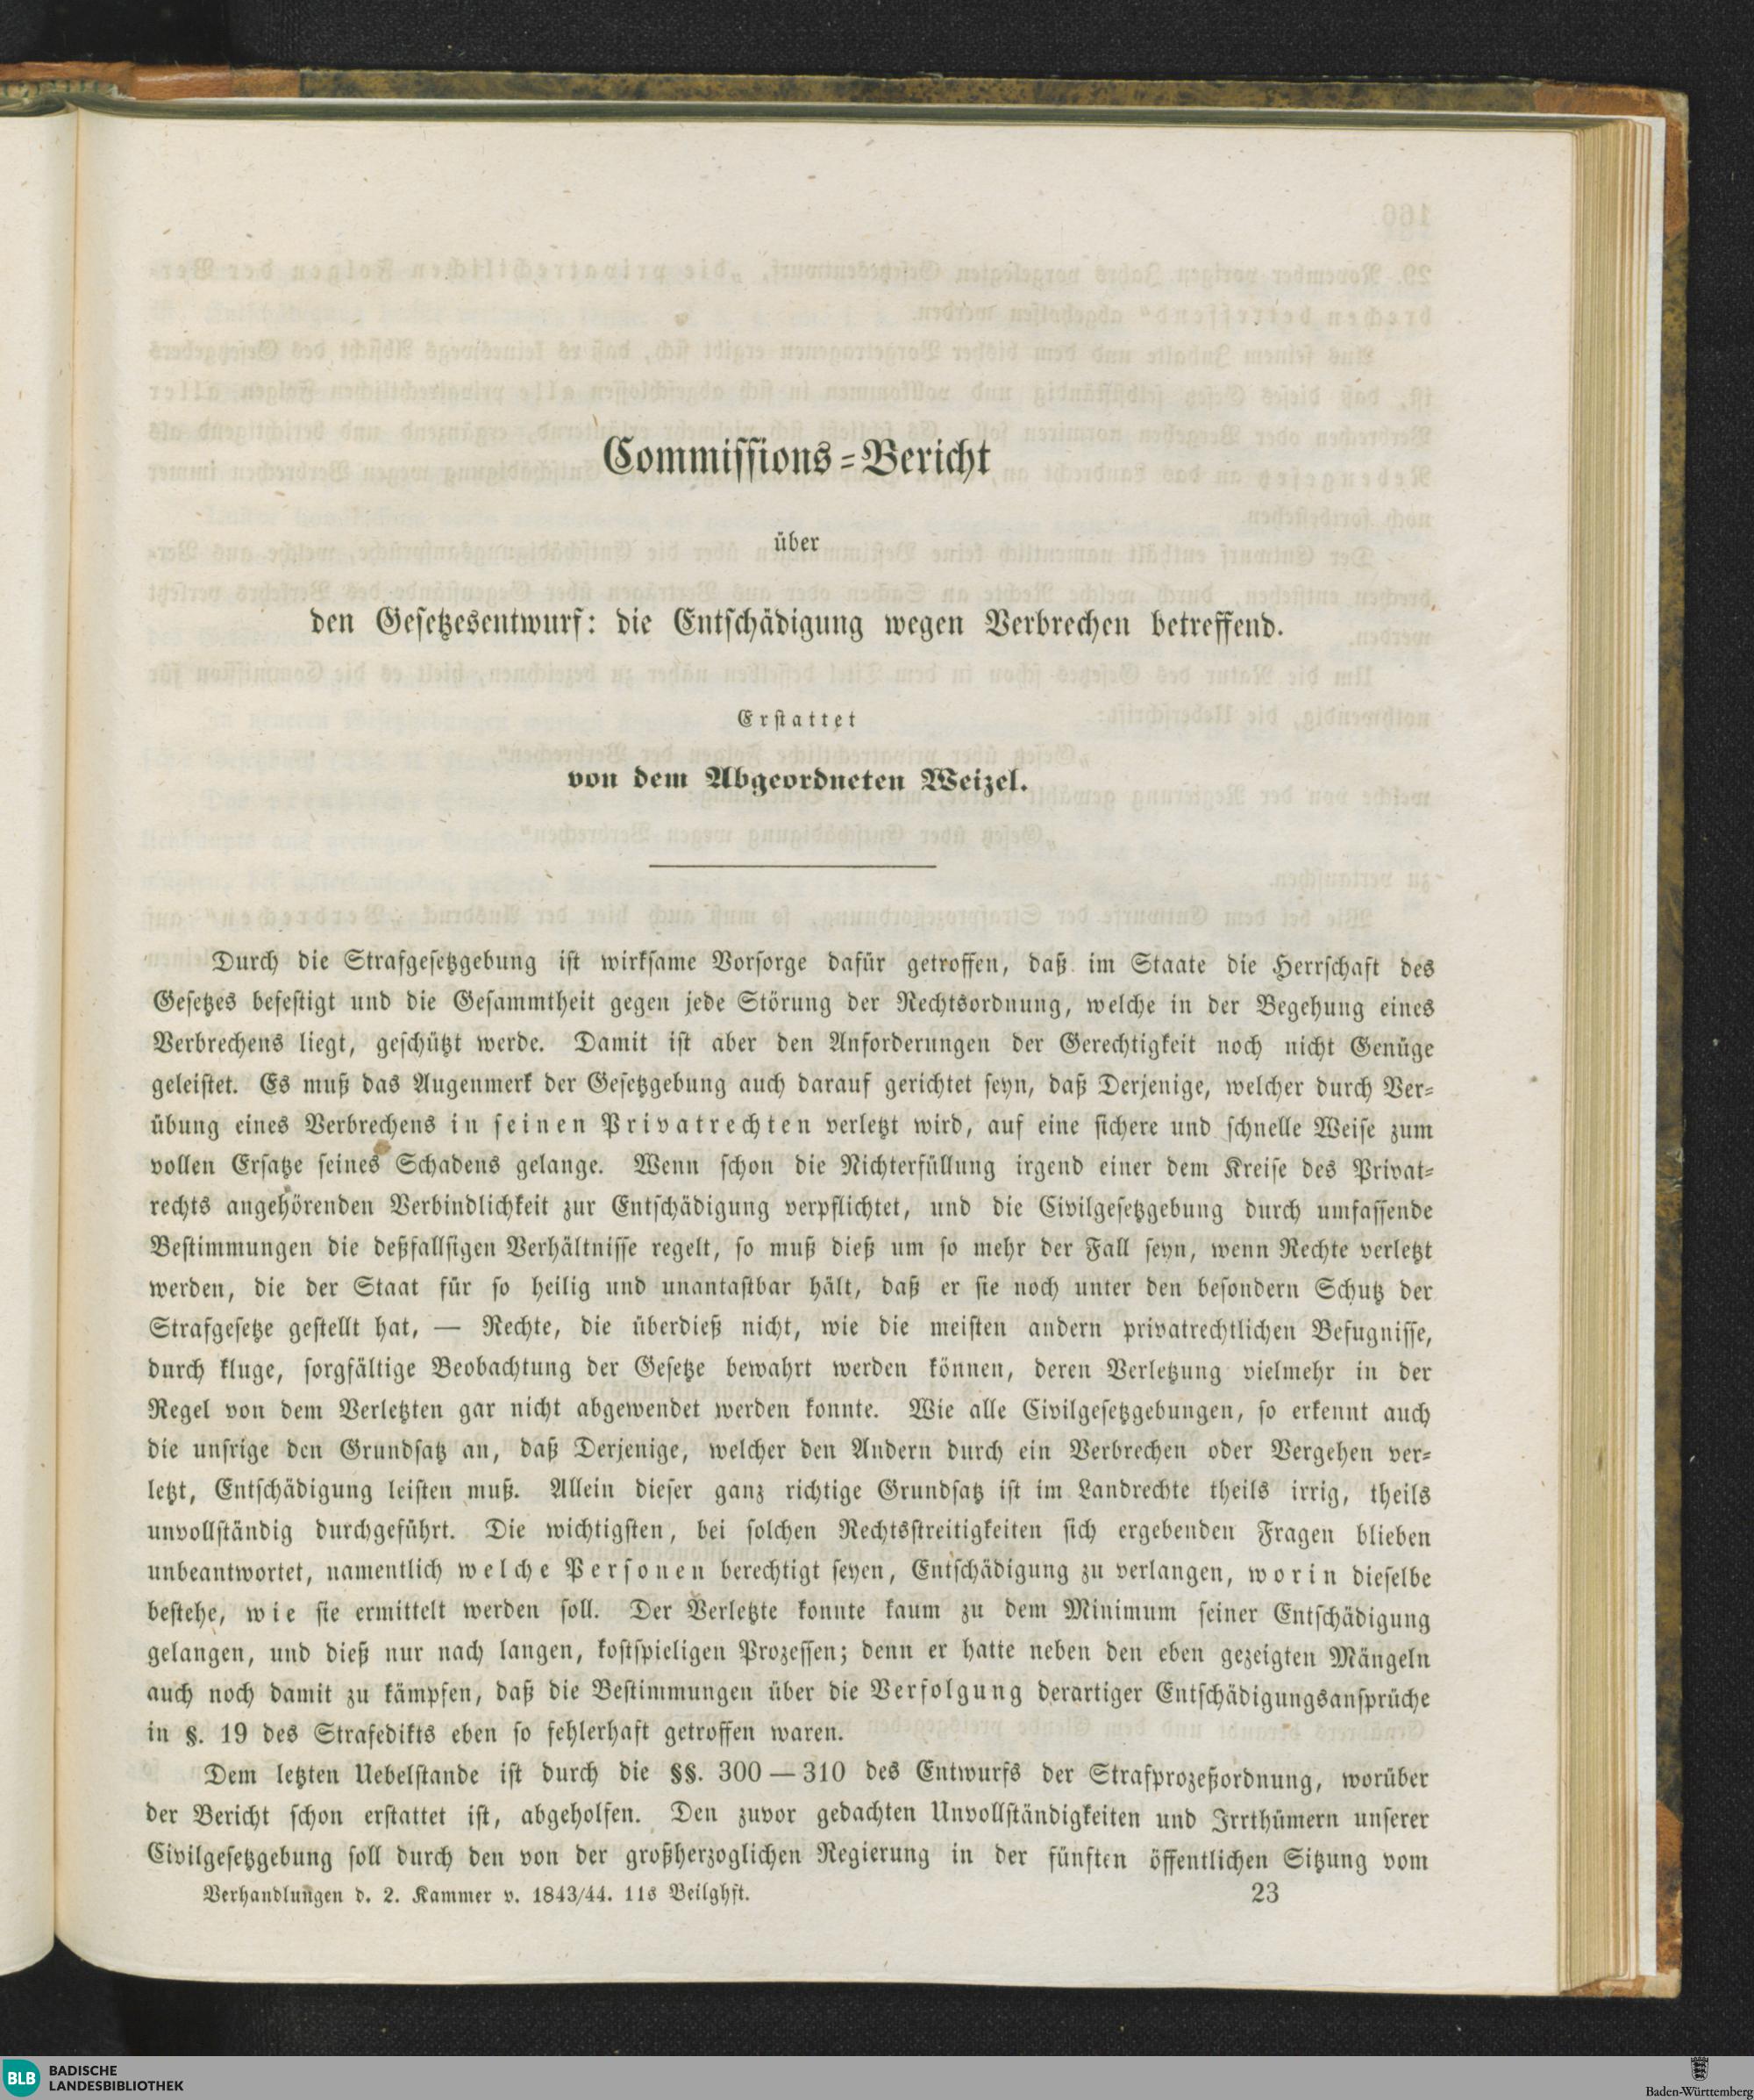 Commissions-Bericht
über
den Gesetzesentwurf: die Entschädigung wegen Verbrechen betreffend.
Erstattet
von dem Abgeordneten Weizel.
Durch die Strafgesetzgebung ist wirksame Vorsorge dafür getroffen, daß im Staate die Herrschaft des
Gesetzes befestigt und die Gesammtheit gegen jede Störung der Rechtsordnung, welche in der Begehung eines
Verbrechens liegt, geschützt werde. Damit ist aber den Anforderungen der Gerechtigkeit noch nicht Genüge
geleistet. Es muß das Augenmerk der Gesetzgebung auch darauf gerichtet seyn, daß Derjenige, welcher durch Ver-
übung eines Verbrechens in seinen Privatrechten verletzt wird, auf eine sichere und schnelle Weise zum
vollen Ersatze seines Schadens gelange. Wenn schon die Nichterfüllung irgend einer dem Kreise des Privat-
rechts angehörenden Verbindlichkeit zur Entschädigung verpflichtet, und die Civilgesetzgebung durch umfassende
Bestimmungen die deßfallsigen Verhältnisse regelt, so muß dieß um so mehr der Fall seyn, wenn Rechte verletzt
werden, die der Staat für so heilig und unantastbar hält, daß er sie noch unter den besondern Schutz der
Strafgesetze gestellt hat, — Rechte, die überdieß nicht, wie die meisten andern privatrechtlichen Befugnisse,
durch kluge, sorgfältige Beobachtung der Gesetze bewahrt werden können, deren Verletzung vielmehr in der
Regel von dem Verletzten gar nicht abgewendet werden konnte. Wie alle Civilgesetzgebungen, so erkennt auch
die unsrige den Grundsatz an, daß Derjenige, welcher den Andern durch ein Verbrechen oder Vergehen ver-
letzt, Entschädigung leisten muß. Allein dieser ganz richtige Grundsatz ist im Landrechte theils irrig, theils
unvollständig durchgeführt. Die wichtigsten, bei solchen Rechtsstreitigkeiten sich ergebenden Fragen blieben
unbeantwortet, namentlich welche Personen berechtigt seyen, Entschädigung zu verlangen, worin dieselbe
bestehe, wie sie ermittelt werden soll. Der Verletzte konnte kaum zu dem Minimum seiner Entschädigung
gelangen, und dieß nur nach langen, kostspieligen Prozessen; denn er hatte neben den eben gezeigten Mängeln
auch noch damit zu kämpfen, daß die Bestimmungen über die Verfolgung derartiger Entschädigungsansprüche
in §. 19 des Strafedikts eben so fehlerhaft getroffen waren.
Dem letzten Uebelstande ist durch die §§. 300 — 310 des Entwurfs der Strafprozeßordnung, worüber
der Bericht schon erstattet ist, abgeholfen. Den zuvor gedachten Unvollständigkeiten und Irrthümern unserer
Civilgesetzgebung soll durch den von der großherzoglichen Regierung in der fünften öffentlichen Sitzung vom
Verhandlungen d. 2. Kammer v. 1843/44. 11s Beilghft. 23
BLB BADISCHE
LANDESBIBLIOTHEK
Baden-Württemberg